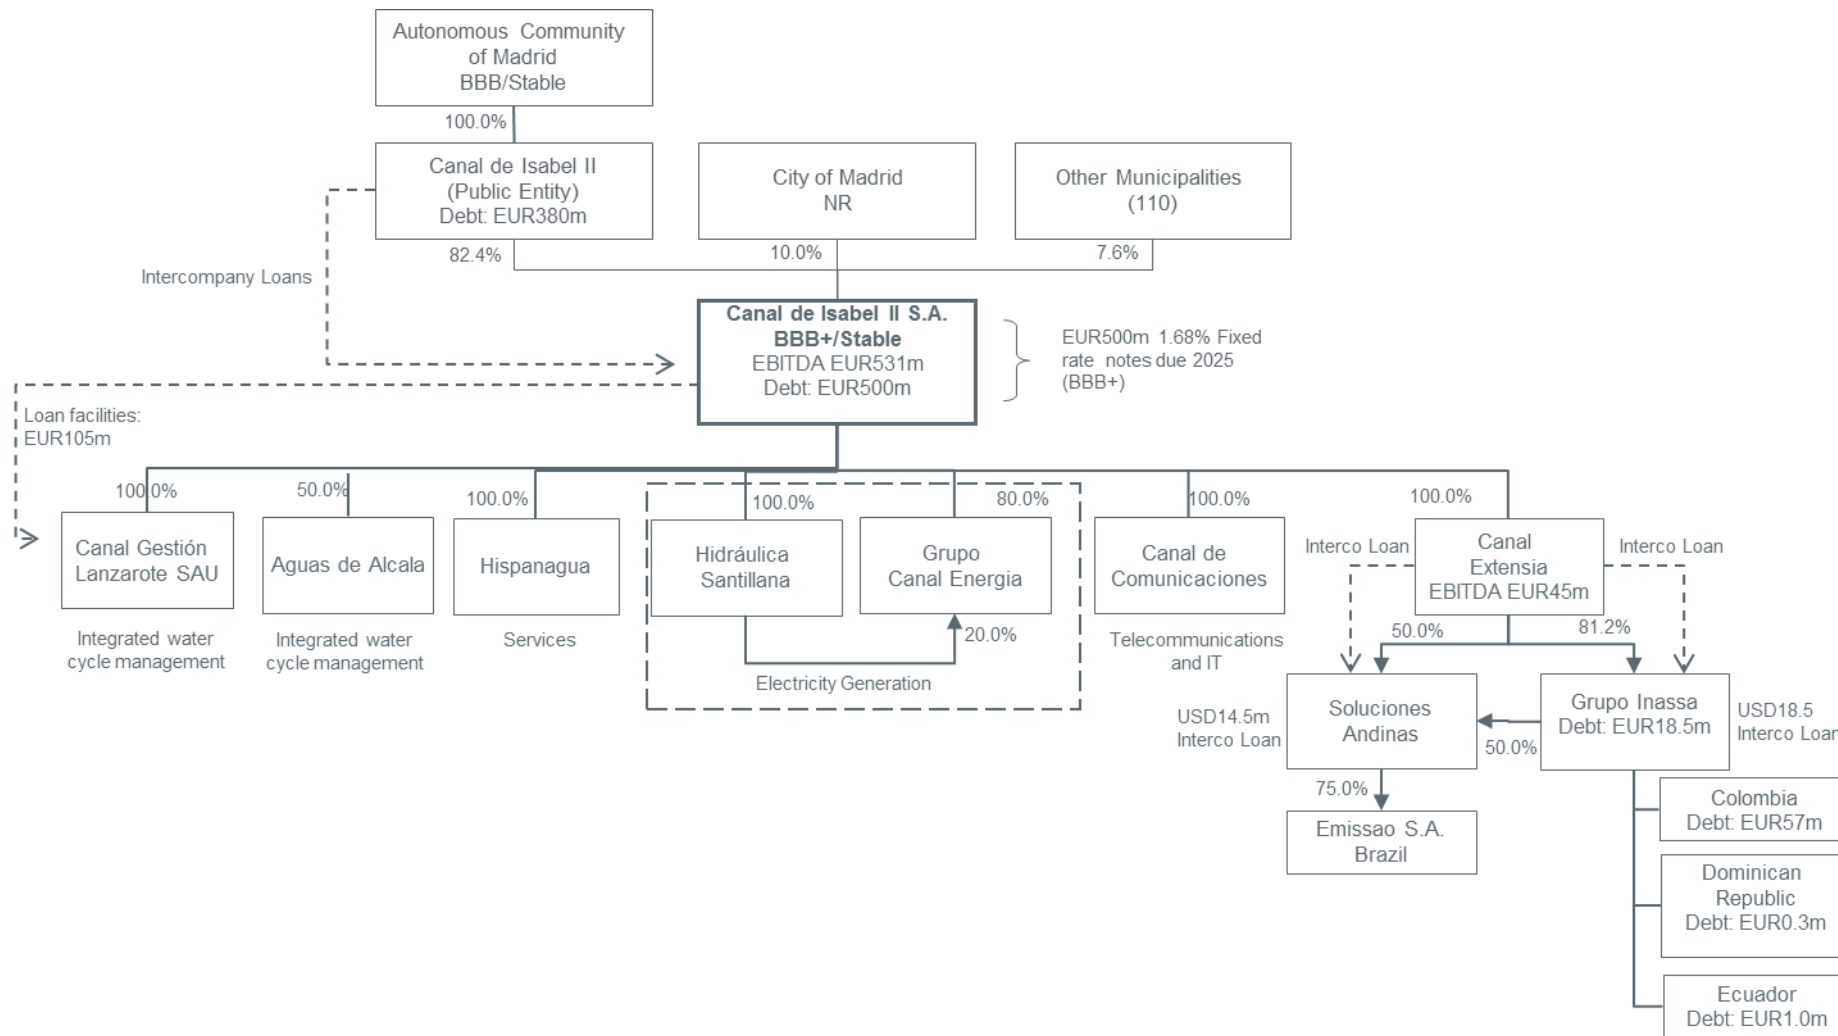 Autonomous Community
of Madrid
BBB/Stable
100.0%
Canal de Isabel II
(Public Entity)
Debt: EUR380m
City of Madrid
NR
Other Municipalities
(110)
82.4%
10.0%
7.6%
Intercompany Loans
Canal de Isabel II S.A.
BBB+/Stable
EBITDA EUR531m
Debt: EUR500m
EUR500m 1.68% Fixed
rate notes due 2025
(BBB+)
Loan facilities:
EUR105m
100.0%
50.0%
100.0%
100.0%
80.0%
100.0%
100.0%
Canal Gestión
Lanzarote SAU
Integrated water
cycle management
Aguas de Alcala
Integrated water
cycle management
Hispanagua
Services
Hidráulica
Santillana
Grupo
Canal Energia
20.0%
Electricity Generation
Canal de
Comunicaciones
Telecommunications
and IT
Interco Loan
Canal
Extensia
EBITDA EUR45m
Interco Loan
50.0%
81.2%
USD14.5m
Interco Loan
Soluciones
Andinas
50.0%
Grupo Inassa
Debt: EUR18.5m
USD18.5
Interco Loan
75.0%
Emissao S.A.
Brazil
Colombia
Debt: EUR57m
Dominican
Republic
Debt: EUR0.3m
Ecuador
Debt: EUR1.0m